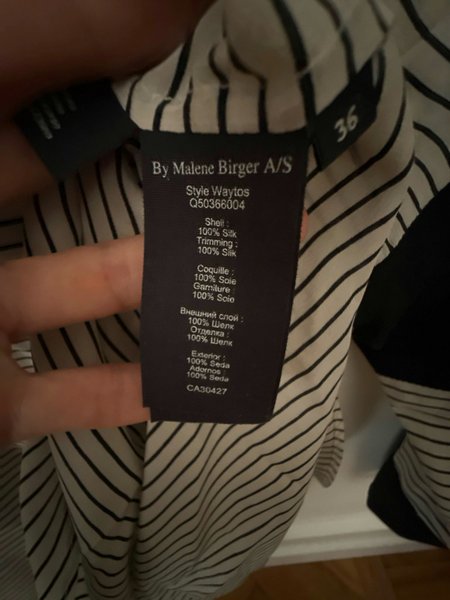 36
By Malene Birger A/S
Style Waytos
Q50366004
Shell :
100% Silk
Trimming :
100% Silk
Coquille :
100% Soie
Garniture :
100% Soie
Внешний слой :
100% Шелк
Отделка :
100% Шелк
Exterior :
100% Seda
Adornos :
100% Seda
CA30427